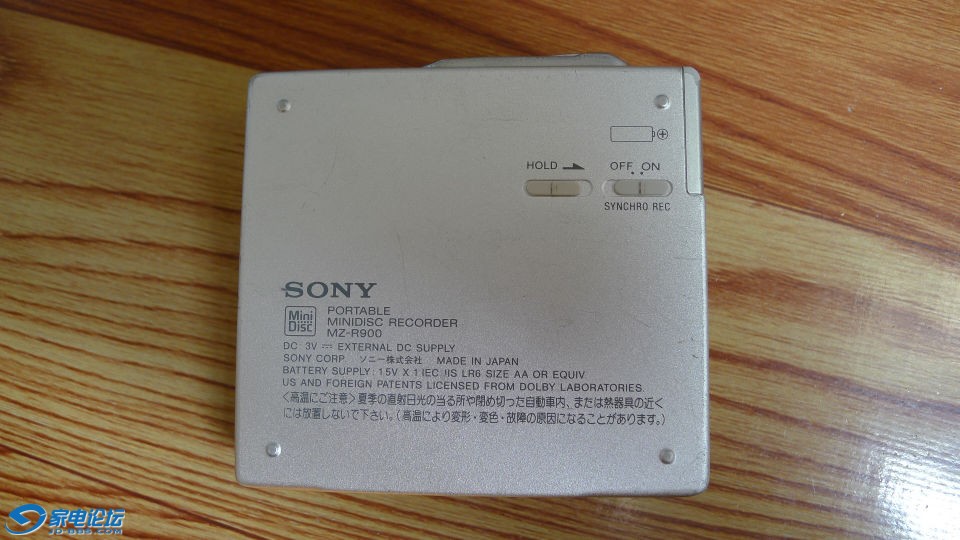 HOLD OFF ON
SYNCHRO REC
SONY
Mini Disc
PORTABLE
MINIDISC RECORDER
MZ-R900
DC 3V ⎓ EXTERNAL DC SUPPLY
SONY CORP. ソニー株式会社 MADE IN JAPAN
BATTERY SUPPLY: 1.5V X 1 IEC JIS LR6 SIZE AA OR EQUIV
US AND FOREIGN PATENTS LICENSED FROM DOLBY LABORATORIES.
〈高温にご注意〉夏季の直射日光の当る所や閉め切った自動車内、または熱器具の近く
には放置しないで下さい。(高温により変形・変色・故障の原因になることがあります。)
家电论坛
JD-BBS.COM